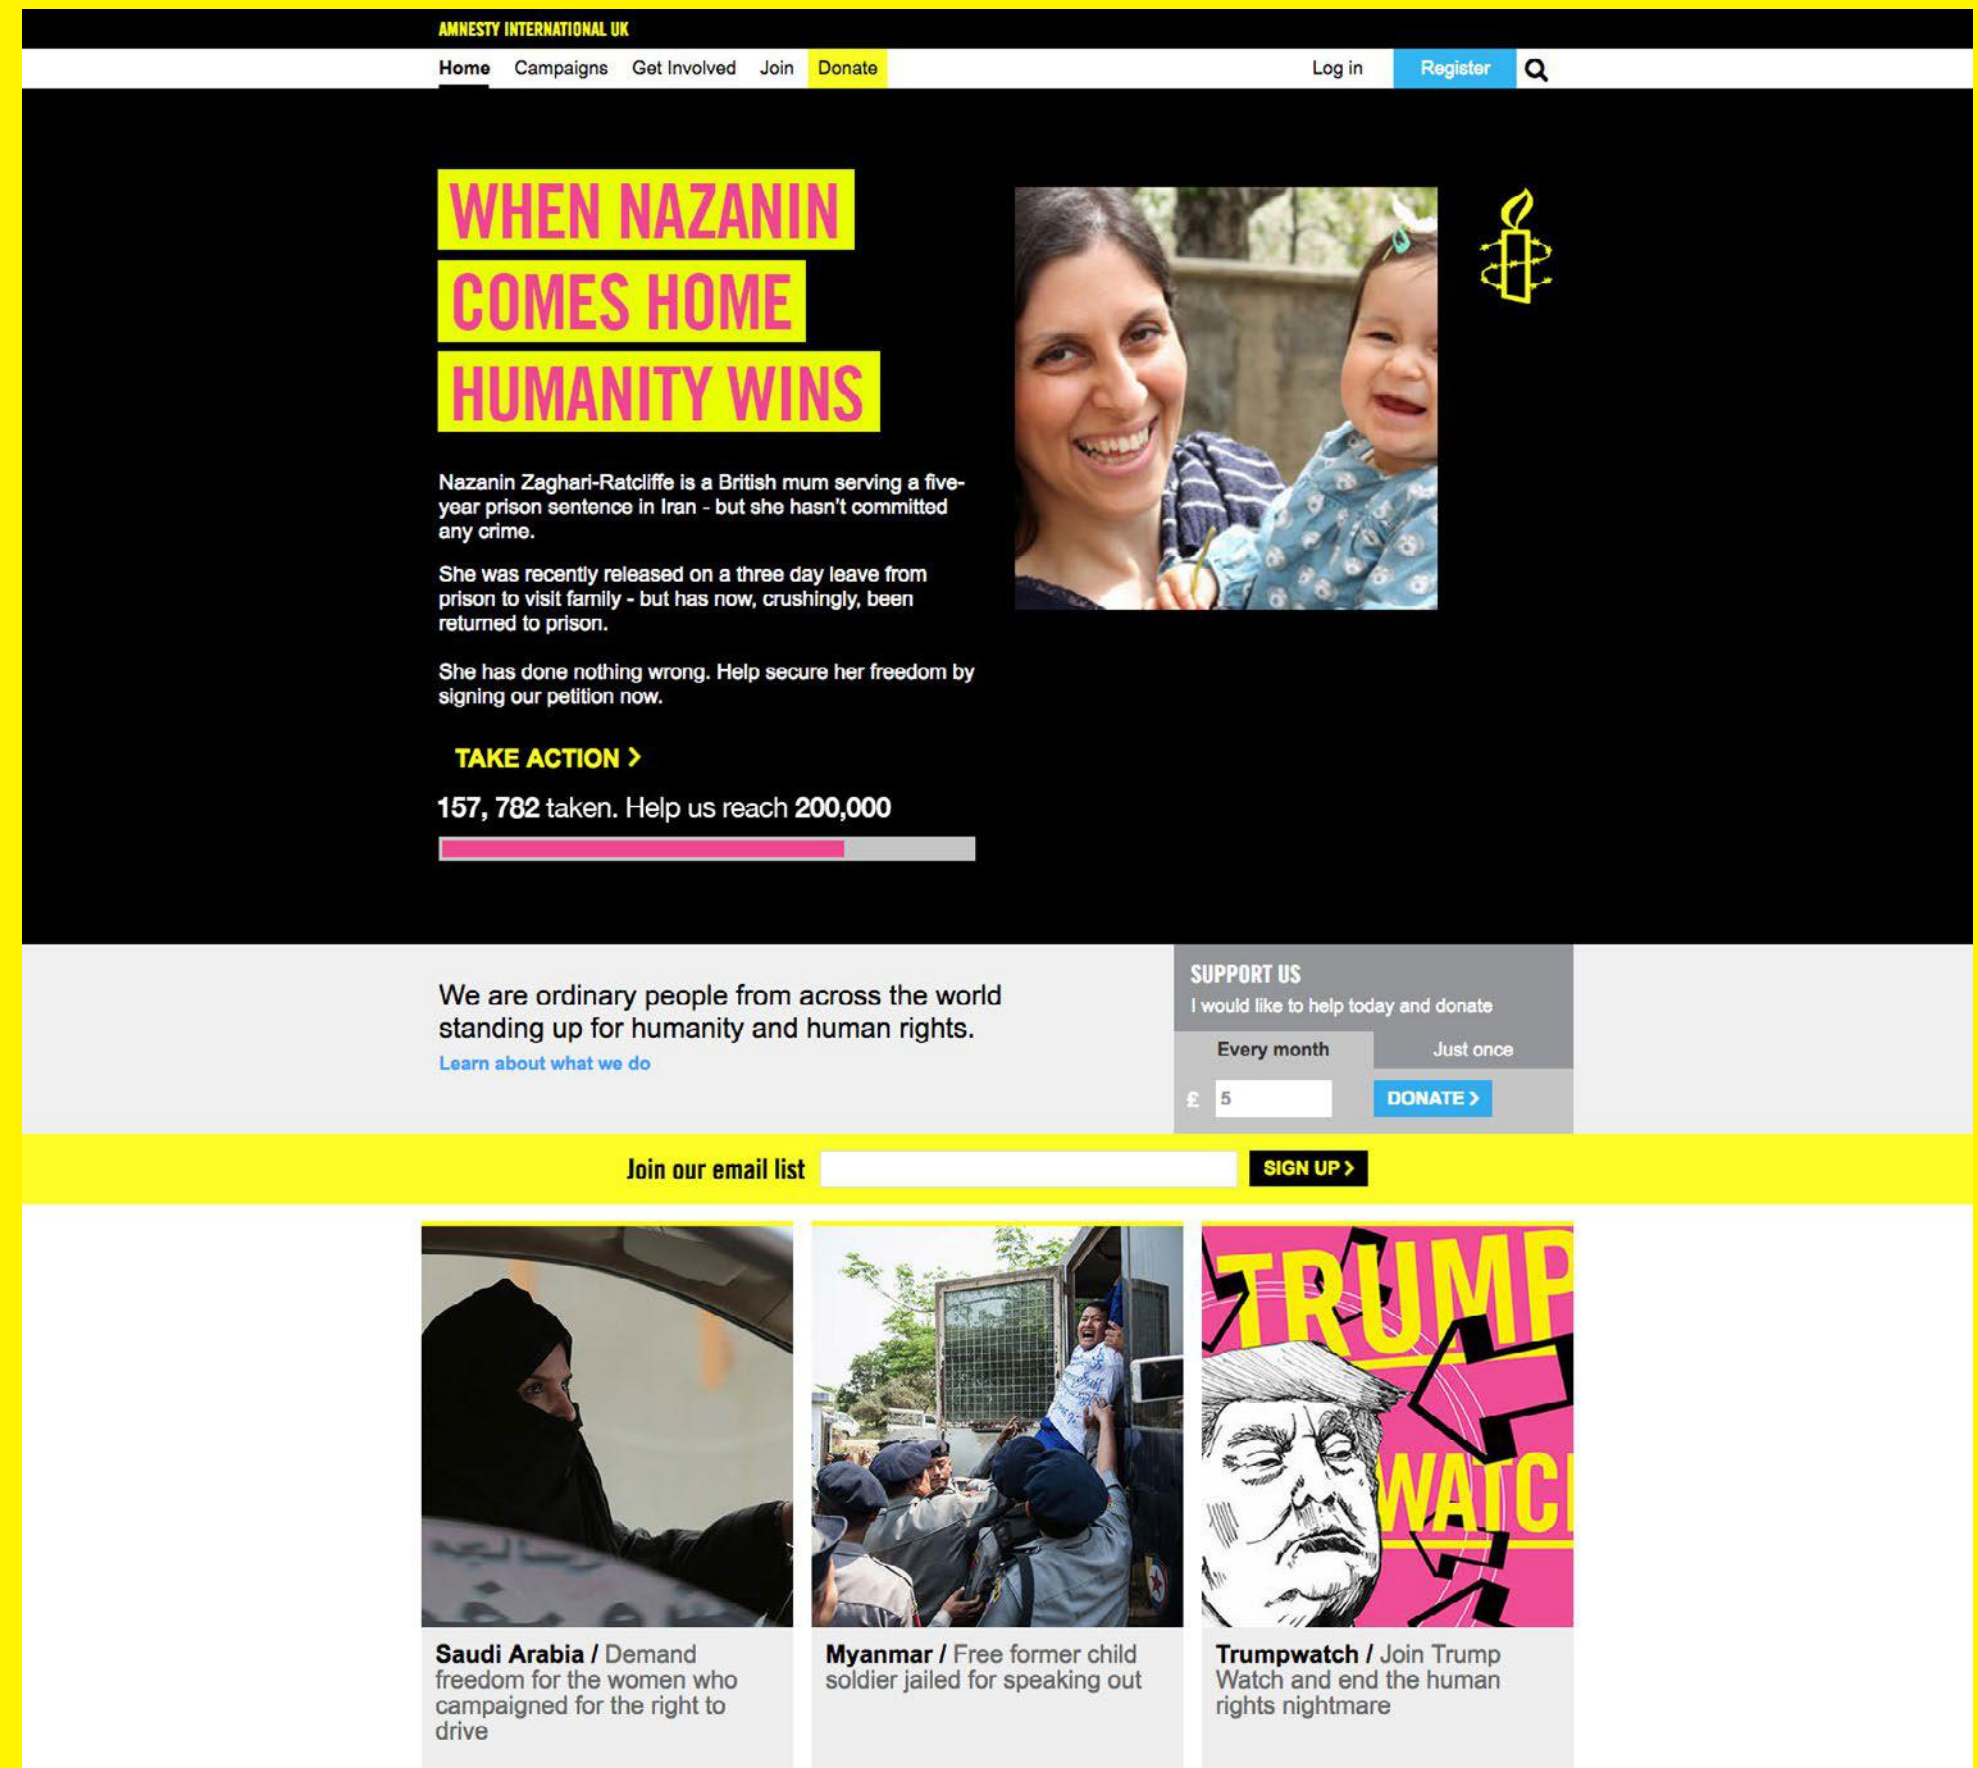 AMNESTY INTERNATIONAL UK
Home Campaigns Get Involved Join Donate Log in Register
WHEN NAZANIN
COMES HOME
HUMANITY WINS
Nazanin Zaghari-Ratcliffe is a British mum serving a five-
year prison sentence in Iran - but she hasn't committed
any crime.
She was recently released on a three day leave from
prison to visit family - but has now, crushingly, been
returned to prison.
She has done nothing wrong. Help secure her freedom by
signing our petition now.
TAKE ACTION >
157, 782 taken. Help us reach 200,000
We are ordinary people from across the world
standing up for humanity and human rights.
Learn about what we do
SUPPORT US
I would like to help today and donate
Every month Just once
£ 5 DONATE >
Join our email list SIGN UP >
TRUMP
WATC
Saudi Arabia / Demand
freedom for the women who
campaigned for the right to
drive
Myanmar / Free former child
soldier jailed for speaking out
Trumpwatch / Join Trump
Watch and end the human
rights nightmare